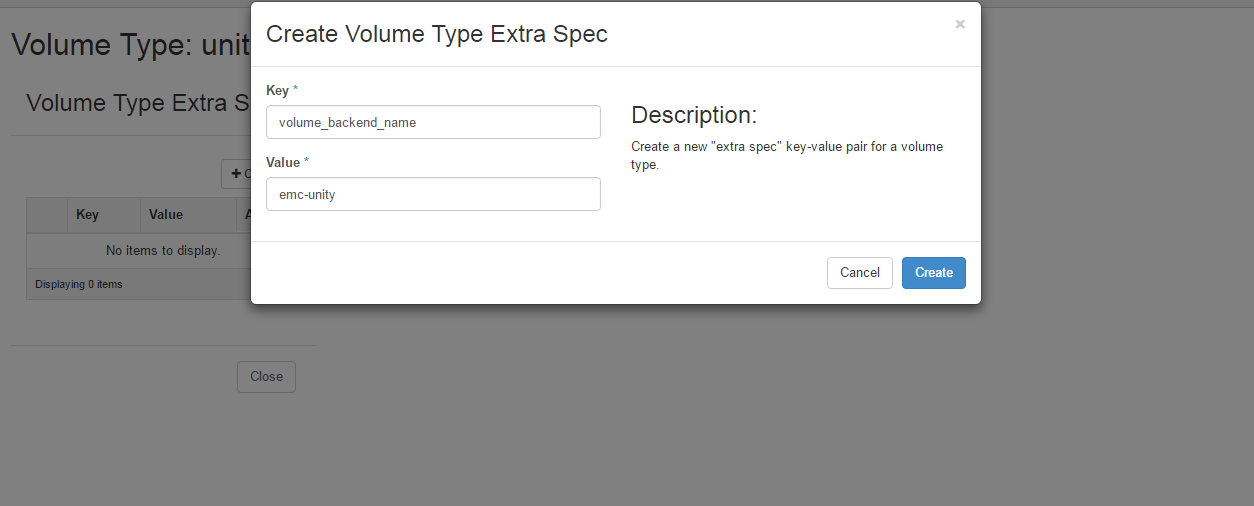 Volume Type: unit
Volume Type Extra S
Key Value
No items to display.
Displaying 0 items
Close
Create Volume Type Extra Spec
×
Key *
volume_backend_name
Value *
emc-unity
Description:
Create a new "extra spec" key-value pair for a volume
type.
Cancel Create